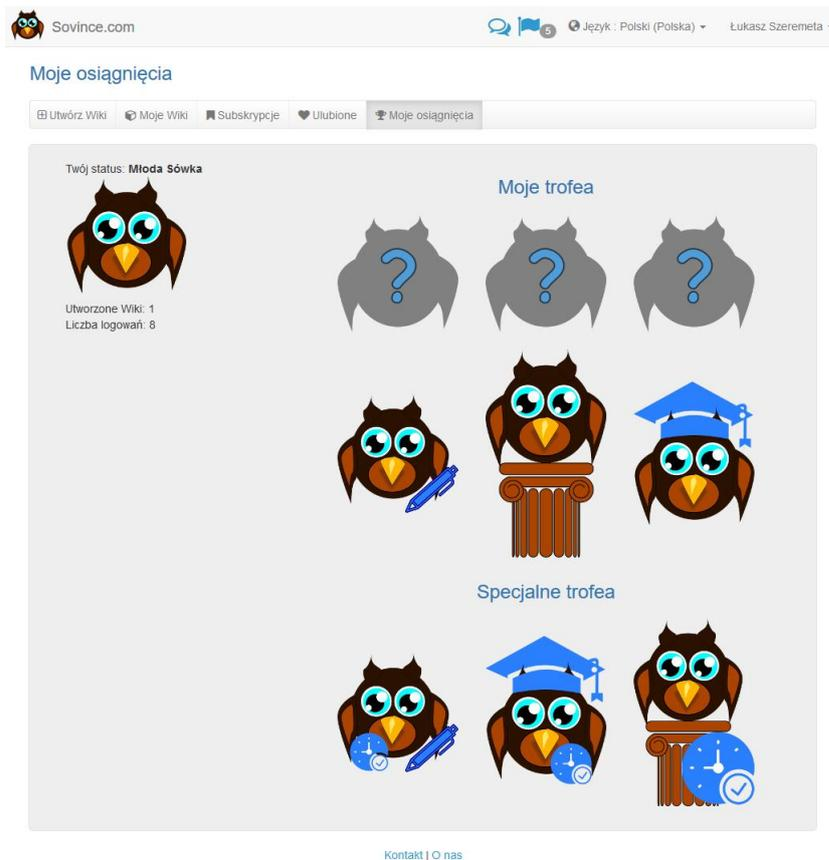 Sovince.com
5
Język : Polski (Polska)
Łukasz Szeremeta
Moje osiągnięcia
Utwórz Wiki
Moje Wiki
Subskrypcje
Ulubione
Moje osiągnięcia
Twój status: Młoda Sówka
Utworzone Wiki: 1
Liczba logowań: 8
Moje trofea
? ? ?
Specjalne trofea
Kontakt | O nas